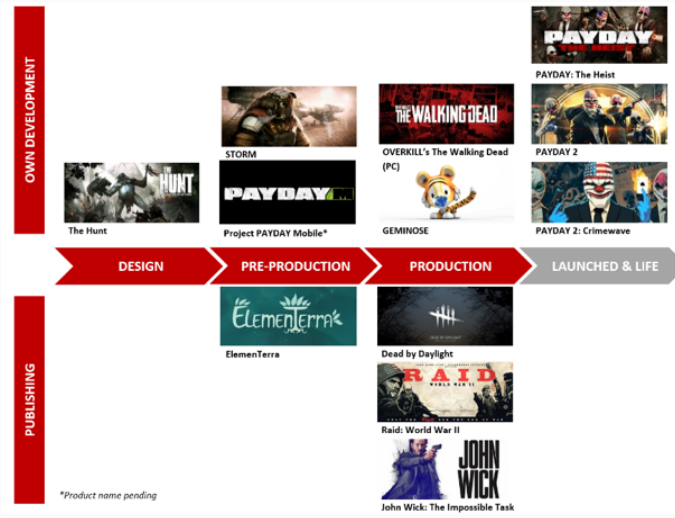 PAYDAY
THE HEIST
PAYDAY: The Heist
OWN DEVELOPMENT
STORM
THE WALKING DEAD
OVERKILL's The Walking Dead
(PC)
PAYDAY 2
THE
HUNT
The Hunt
PAYDAY
Project PAYDAY Mobile*
GEMINOSE
PAYDAY 2: Crimewave
DESIGN
PRE-PRODUCTION
PRODUCTION
LAUNCHED & LIFE
PUBLISHING
ELEMENTERRA
ElemenTerra
DEAD BY DAYLIGHT
Dead by Daylight
RAID
WORLD WAR II
Raid: World War II
JOHN
WICK
John Wick: The Impossible Task
*Product name pending